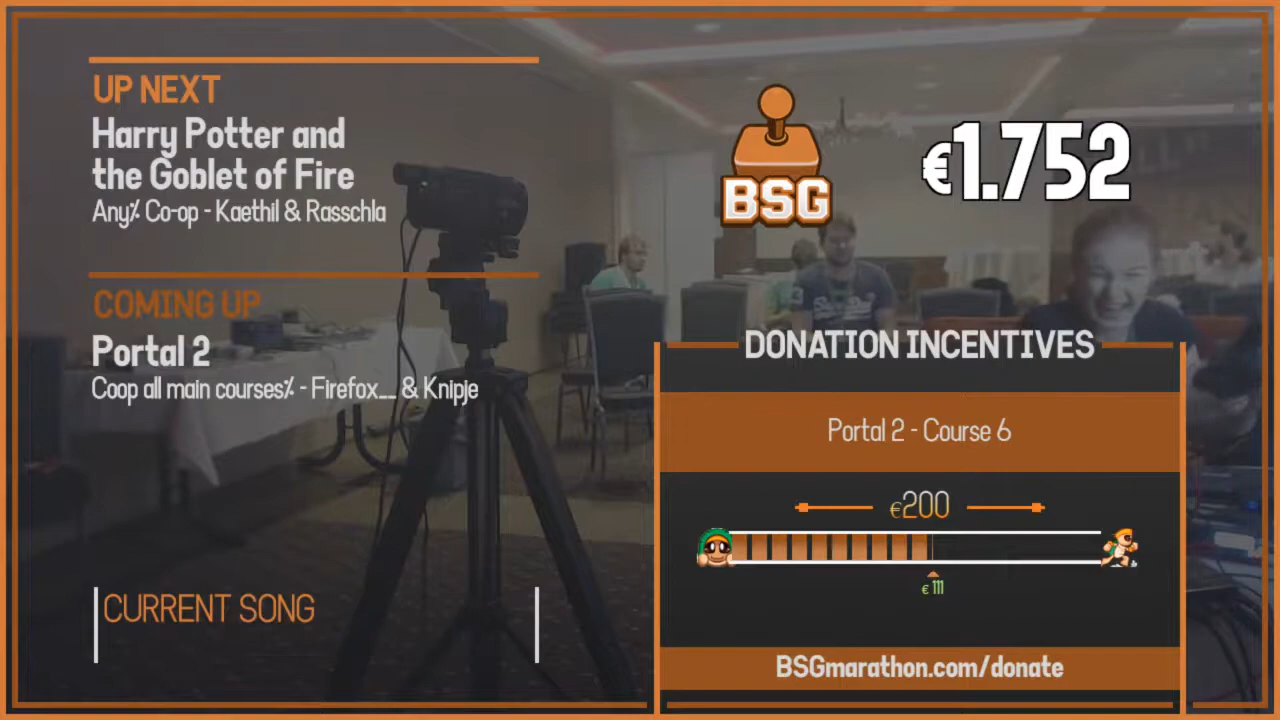 UP NEXT
Harry Potter and
the Goblet of Fire
Any% Co-op - Kaethil & Rasschla
COMING UP
Portal 2
Coop all main courses% - Firefox__ & Knipje
CURRENT SONG
BSG
€1.752
DONATION INCENTIVES
Portal 2 - Course 6
€200
€ 111
BSGmarathon.com/donate